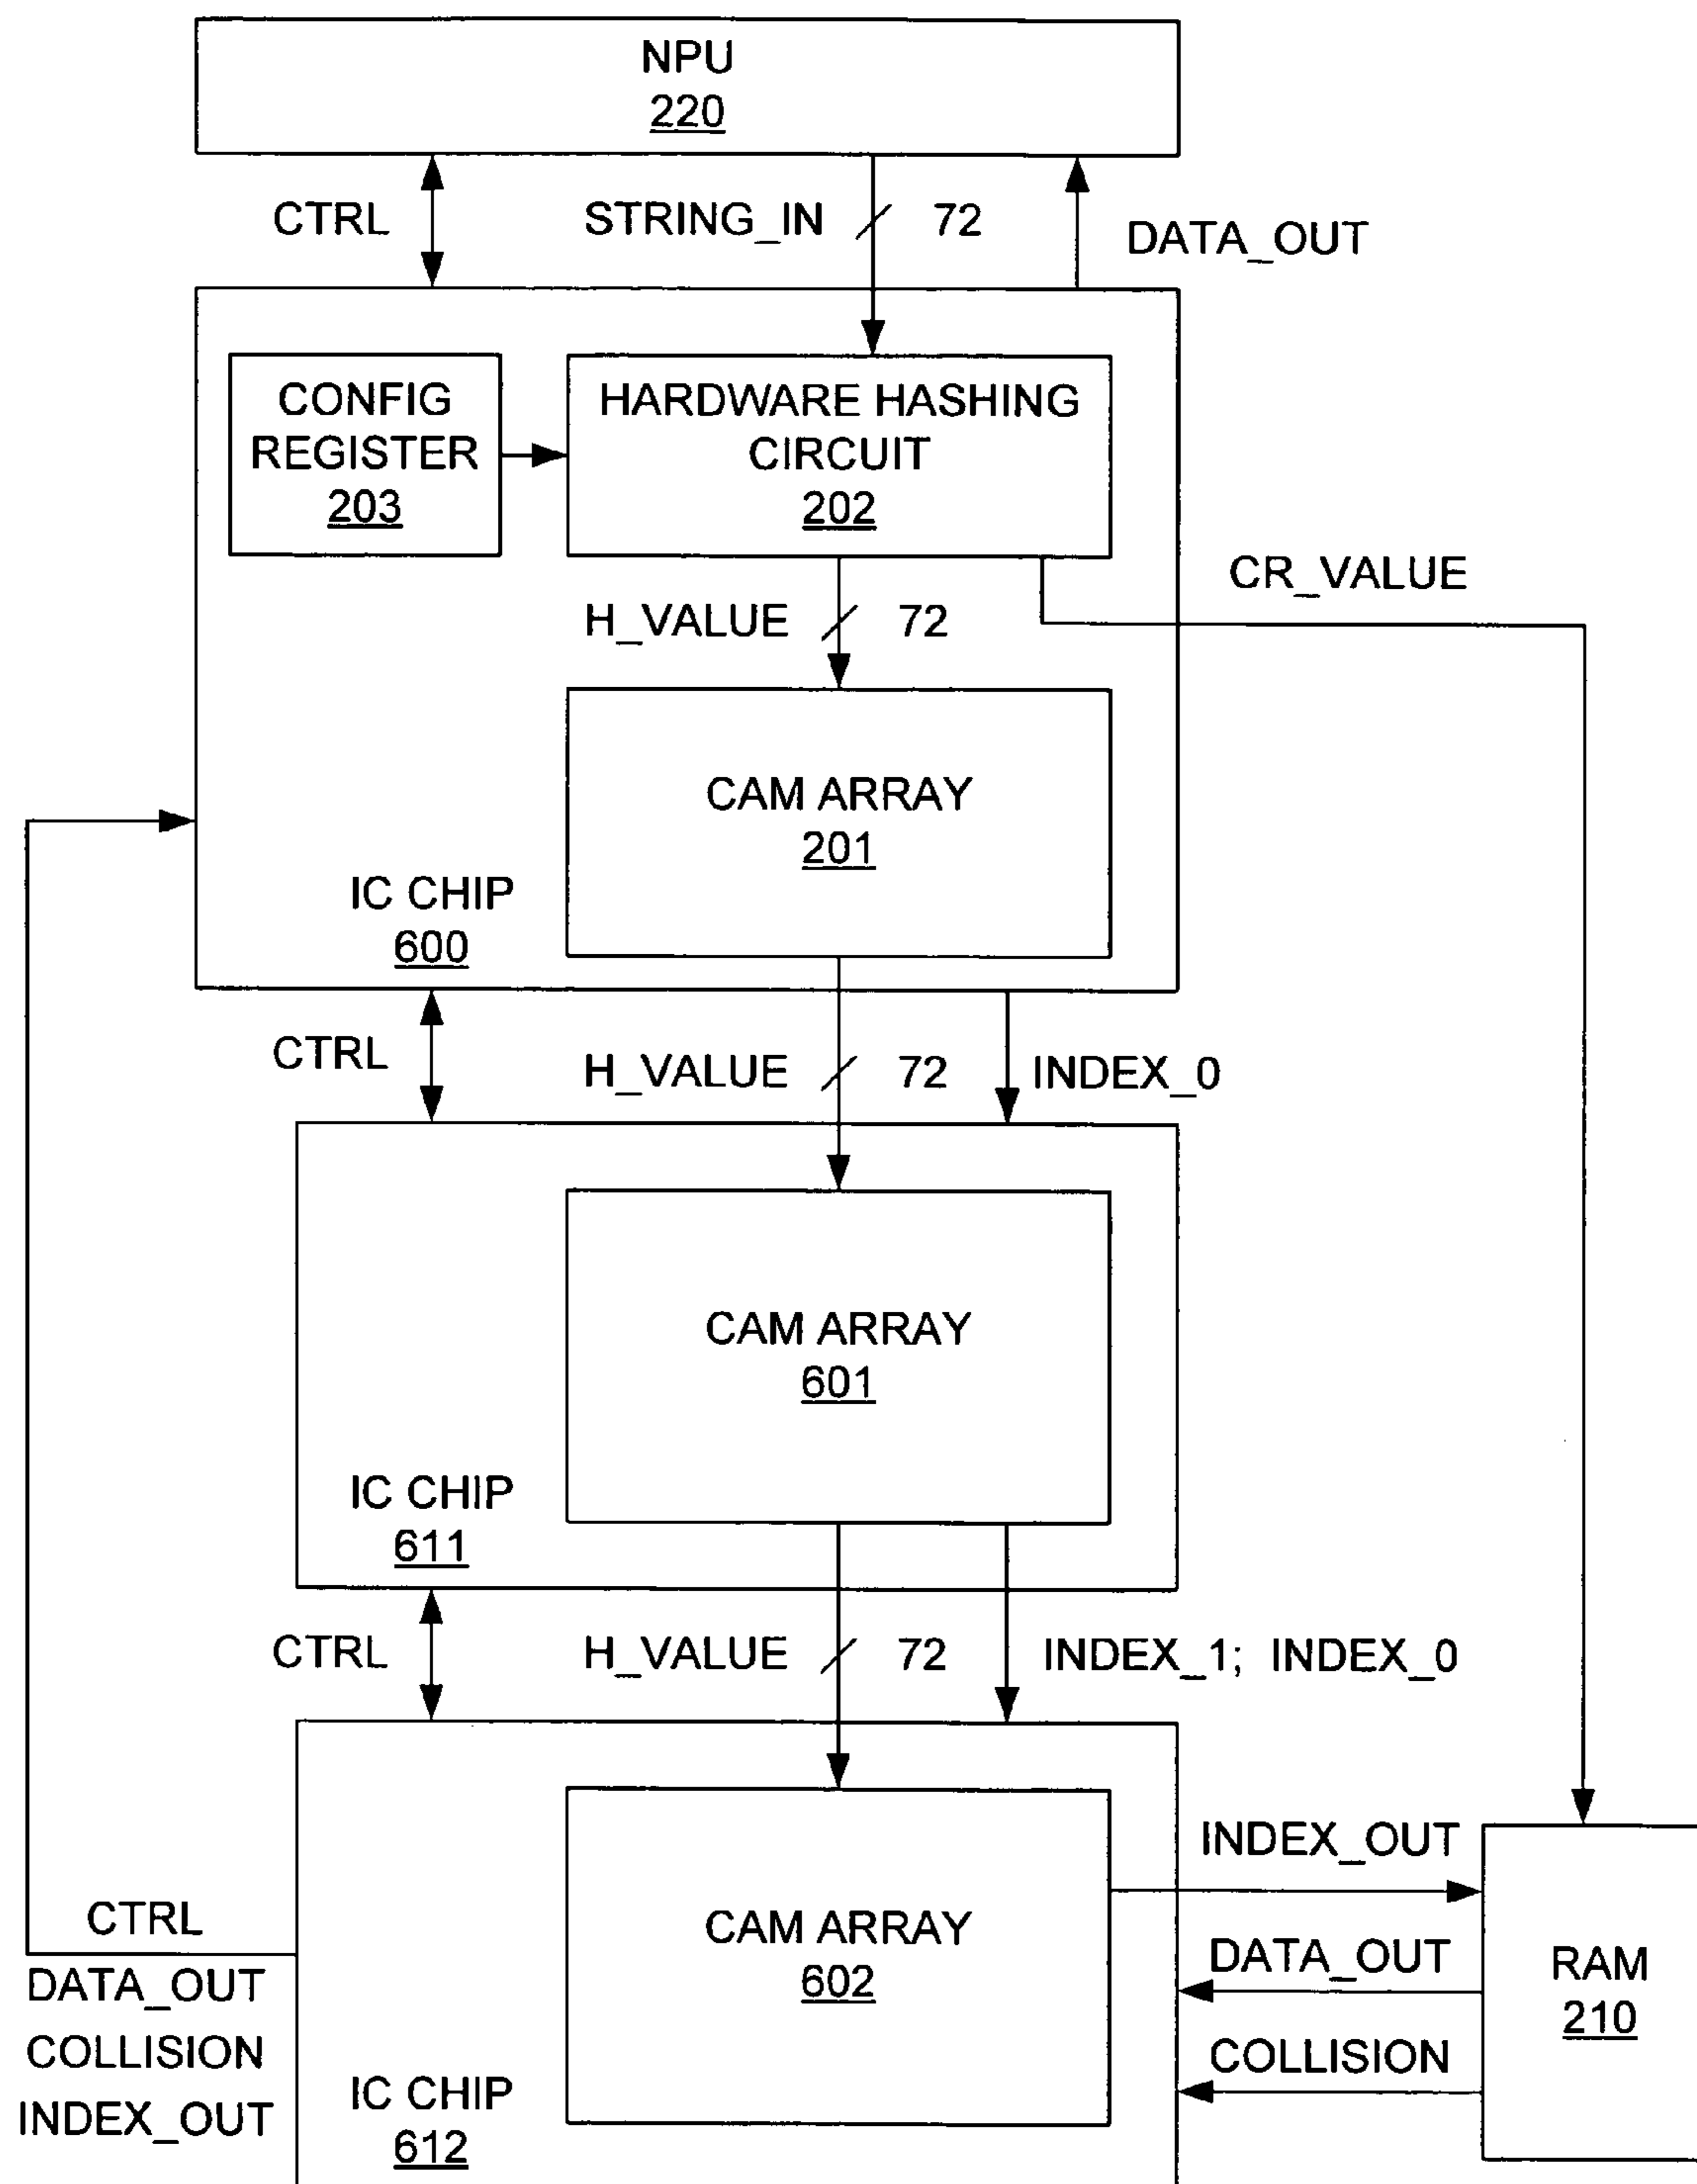 NPU
220
CTRL
STRING_IN
72
DATA_OUT
CONFIG
REGISTER
203
HARDWARE HASHING
CIRCUIT
202
CR_VALUE
H_VALUE
72
CAM ARRAY
201
IC CHIP
600
CTRL
H_VALUE
72
INDEX_0
CAM ARRAY
601
IC CHIP
611
CTRL
H_VALUE
72
INDEX_1; INDEX_0
CAM ARRAY
602
IC CHIP
612
INDEX_OUT
DATA_OUT
COLLISION
RAM
210
CTRL
DATA_OUT
COLLISION
INDEX_OUT